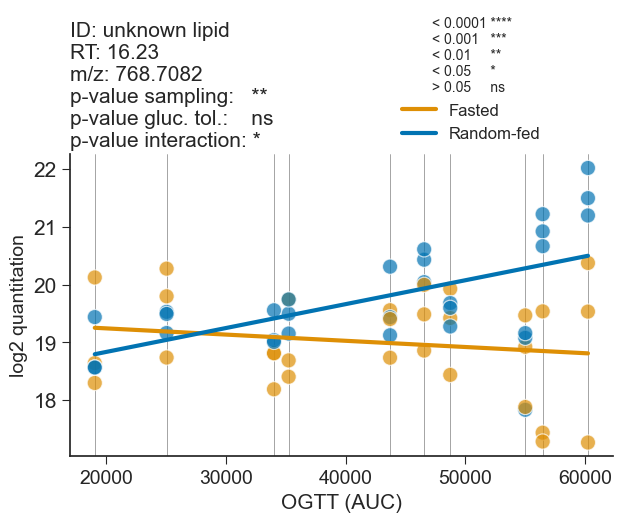 ID: unknown lipid
RT: 16.23
m/z: 768.7082
p-value sampling: **
p-value gluc. tol.: ns
p-value interaction: *
< 0.0001 ****
< 0.001 ***
< 0.01 **
< 0.05 *
> 0.05 ns
Fasted
Random-fed
log2 quantitation
22
21
20
19
18
20000 30000 40000 50000 60000
OGTT (AUC)